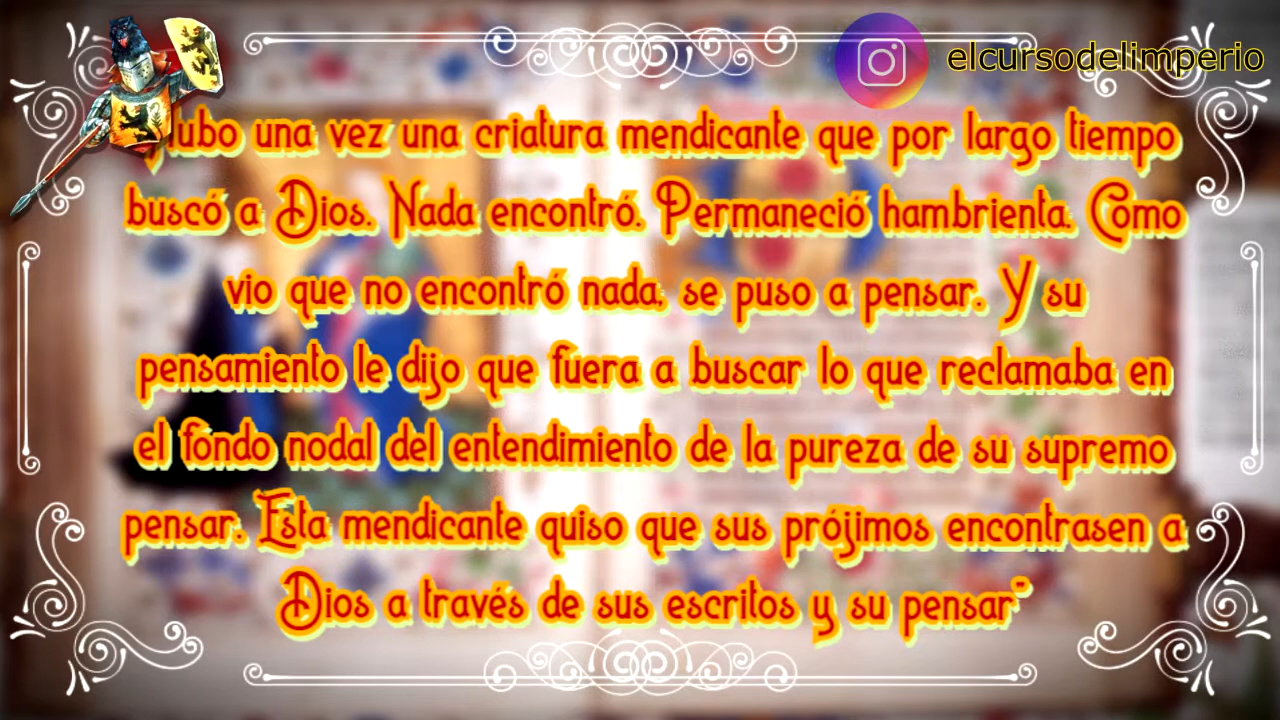 elcursodelimperio
Hubo una vez una criatura mendicante que por largo tiempo
buscó a Dios. Nada encontró. Permaneció hambrienta. Como
vio que no encontró nada, se puso a pensar. Y su
pensamiento le dijo que fuera a buscar lo que reclamaba en
el fondo nodal del entendimiento de la pureza de su supremo
pensar. Esta mendicante quiso que sus prójimos encontrasen a
Dios a través de sus escritos y su pensar"